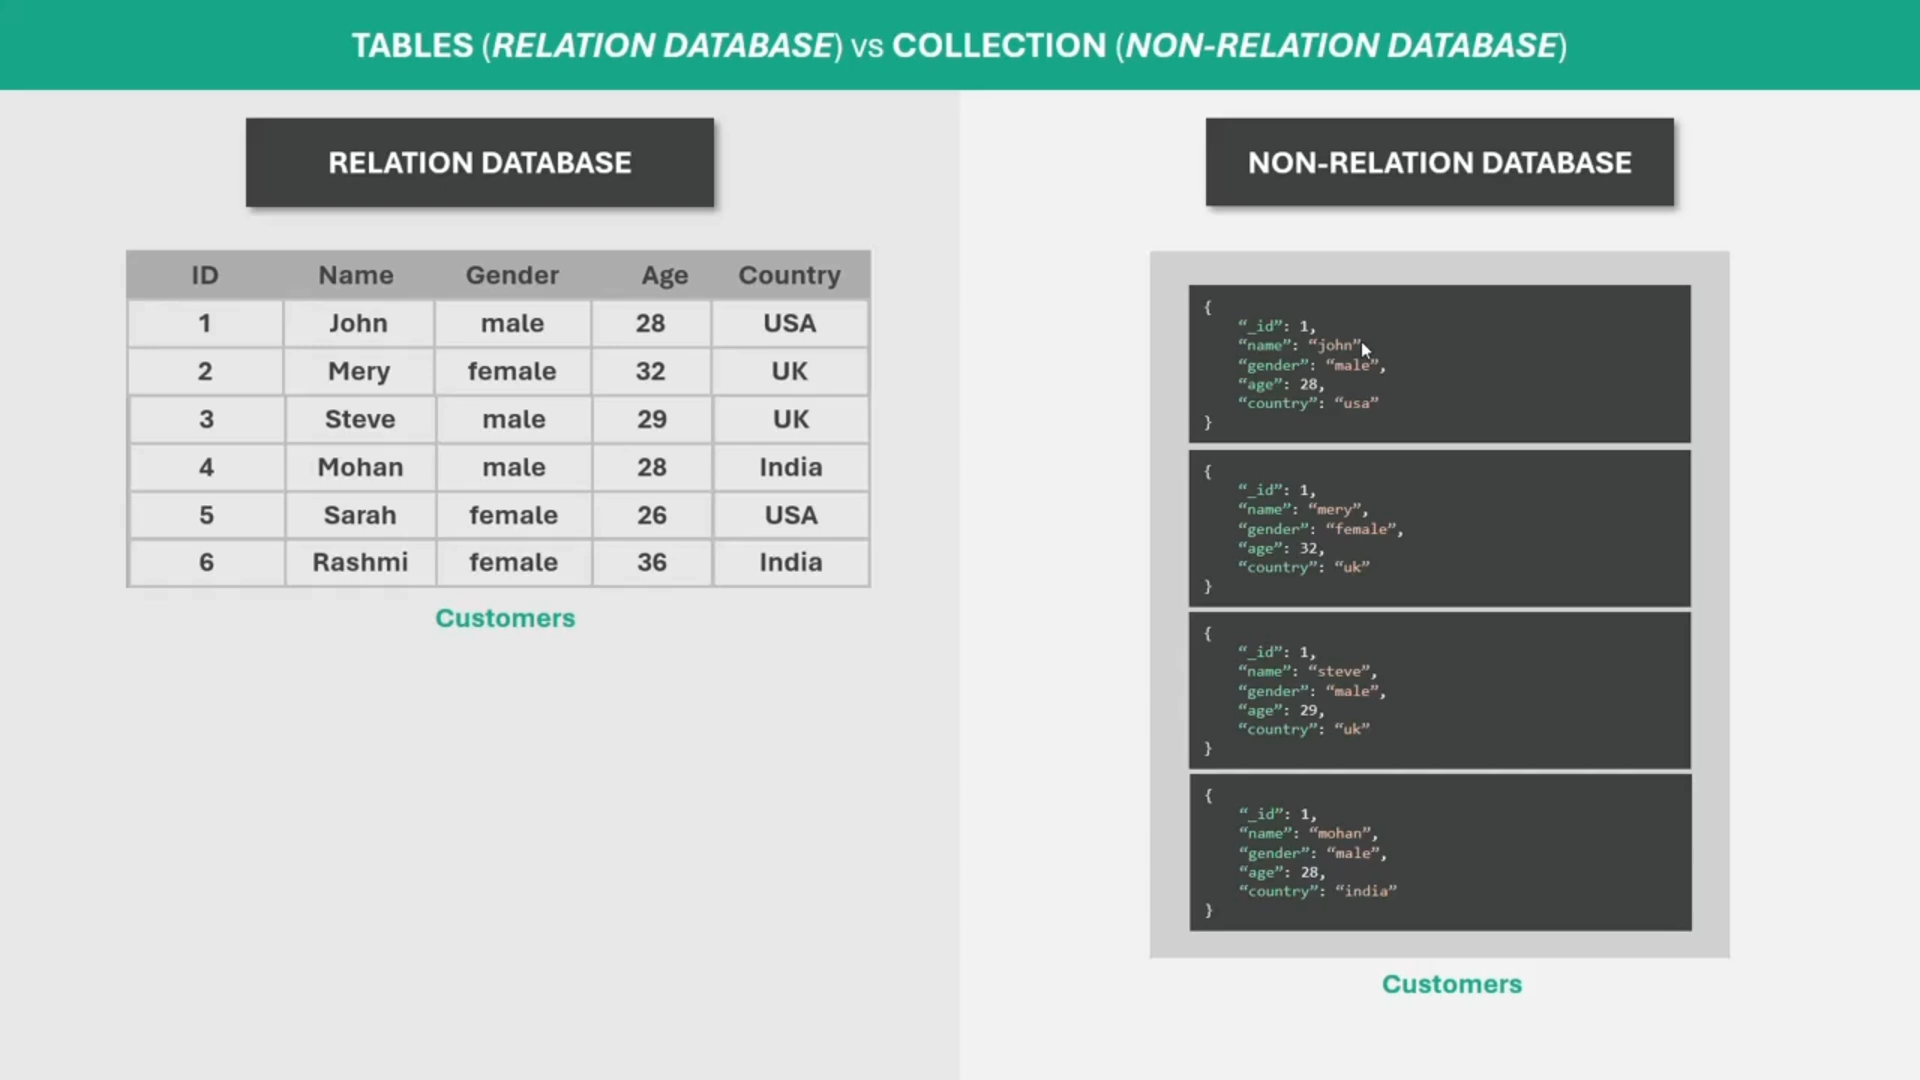 TABLES (RELATION DATABASE) vs COLLECTION (NON-RELATION DATABASE)
RELATION DATABASE
ID Name Gender Age Country
1 John male 28 USA
2 Mery female 32 UK
3 Steve male 29 UK
4 Mohan male 28 India
5 Sarah female 26 USA
6 Rashmi female 36 India
Customers
NON-RELATION DATABASE
{
“_id”: 1,
“name”: “john”
“gender”: “male”,
“age”: 28,
“country”: “usa”
}
{
“_id”: 1,
“name”: “mery”,
“gender”: “female”,
“age”: 32,
“country”: “uk”
}
{
“_id”: 1,
“name”: “steve”,
“gender”: “male”,
“age”: 29,
“country”: “uk”
}
{
“_id”: 1,
“name”: “mohan”,
“gender”: “male”,
“age”: 28,
“country”: “india”
}
Customers